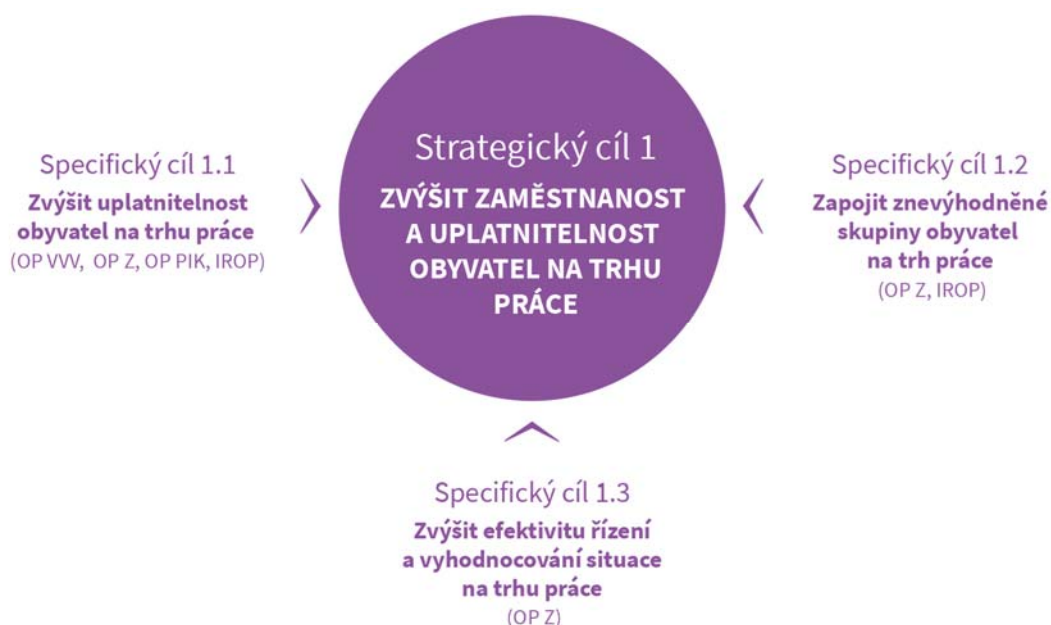 Strategický cíl 1
ZVÝŠIT ZAMĚSTNANOST
A UPLATNITELNOST
OBYVATEL NA TRHU
PRÁCE
Specifický cíl 1.1
Zvýšit uplatnitelnost
obyvatel na trhu práce
(OP VVV, OP Z, OP PIK, IROP)
Specifický cíl 1.2
Zapojit znevýhodněné
skupiny obyvatel
na trh práce
(OP Z, IROP)
Specifický cíl 1.3
Zvýšit efektivitu řízení
a vyhodnocování situace
na trhu práce
(OP Z)